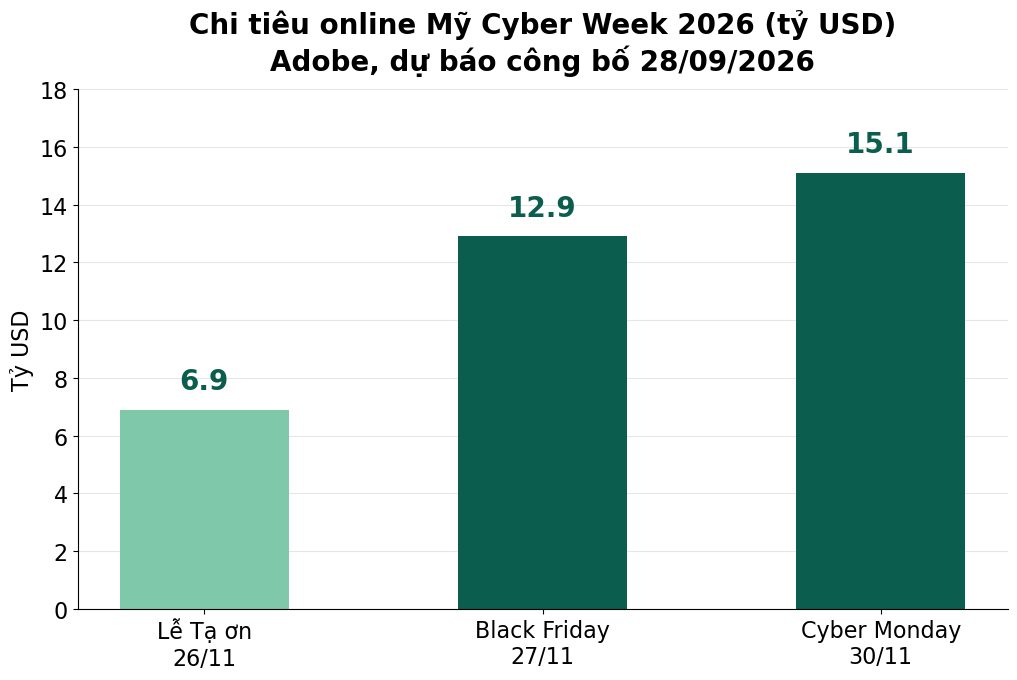 Chi tiêu online Mỹ Cyber Week 2026 (tỷ USD)
Adobe, dự báo công bố 28/09/2026
Tỷ USD
18
16
14
12
10
8
6
4
2
0
6.9
12.9
15.1
Lễ Tạ ơn
26/11
Black Friday
27/11
Cyber Monday
30/11